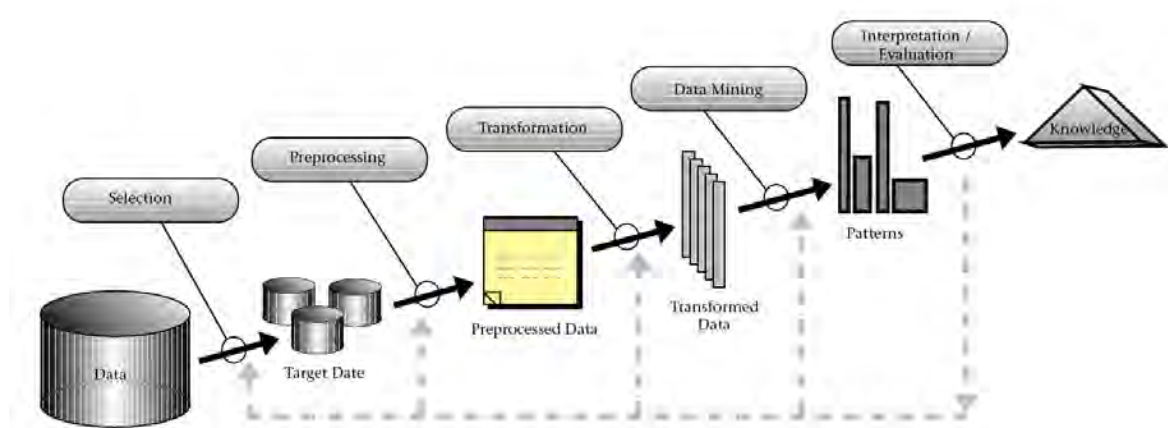 Interpretation /
Evaluation
Data Mining
Knowledge
Transformation
Preprocessing
Selection
Patterns
Transformed
Data
Preprocessed Data
Target Date
Data